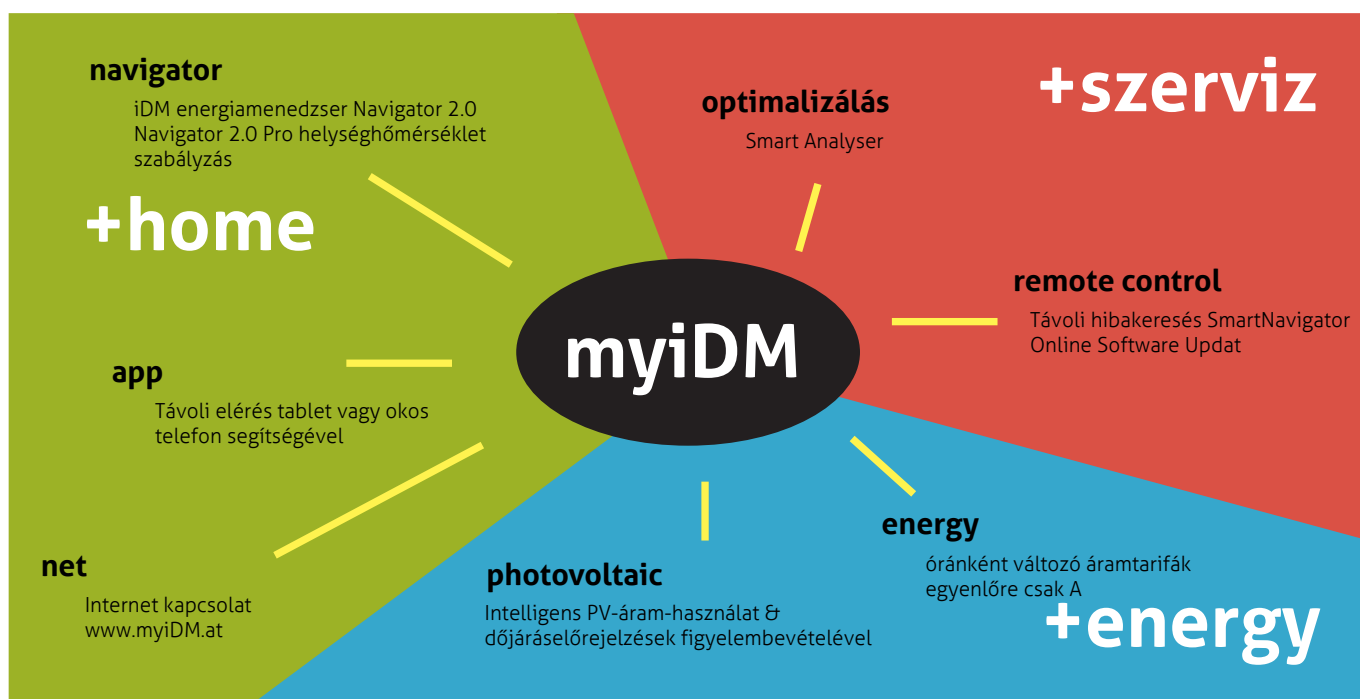 navigator
iDM energiamenedzser Navigator 2.0
Navigator 2.0 Pro helységhőmérséklet
szabályzás
+home
app
Távoli elérés tablet vagy okos
telefon segítségével
net
Internet kapcsolat
www.myiDM.at
myiDM
optimalizálás
Smart Analyser
+szerviz
remote control
Távoli hibakeresés SmartNavigator
Online Software Updat
photovoltaic
Intelligens PV-áram-használat &
dőjáráselőrejelzések figyelembevételével
energy
óránként változó áramtarifák
egyenlőre csak A
+energy